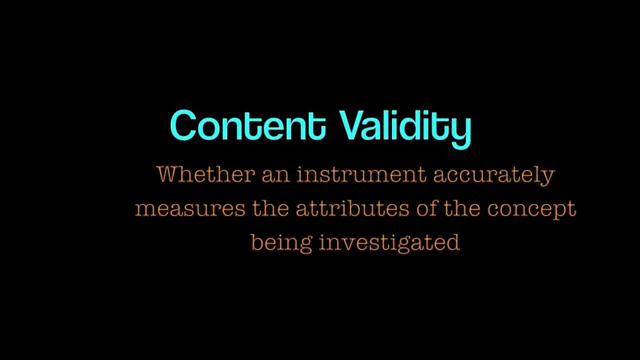 Content Validity
Whether an instrument accurately
measures the attributes of the concept
being investigated